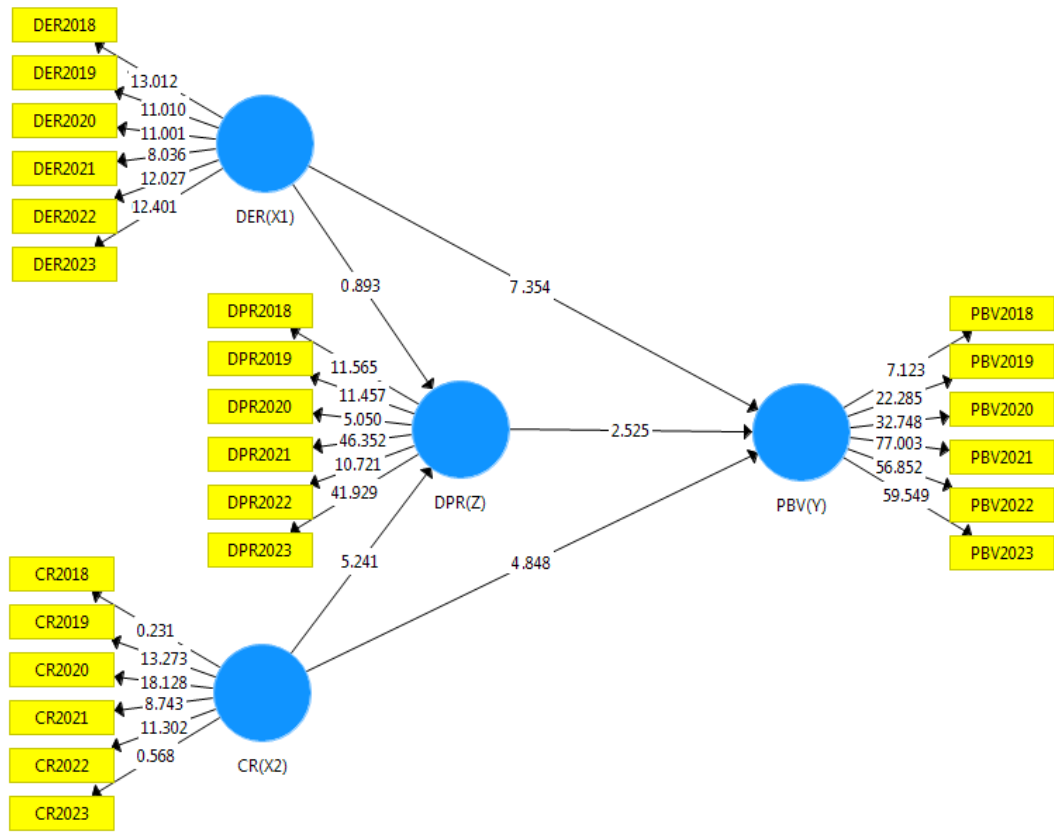 DER2018
DER2019
DER2020
DER2021
DER2022
DER2023
13.012
11.010
11.001
8.036
12.027
12.401
DER(X1)
0.893
7.354
DPR2018
DPR2019
DPR2020
DPR2021
DPR2022
DPR2023
11.565
11.457
5.050
46.352
10.721
41.929
DPR(Z)
2.525
PBV2018
PBV2019
PBV2020
PBV2021
PBV2022
PBV2023
7.123
22.285
32.748
77.003
56.852
59.549
PBV(Y)
5.241
4.848
CR2018
CR2019
CR2020
CR2021
CR2022
CR2023
0.231
13.273
18.128
8.743
11.302
0.568
CR(X2)